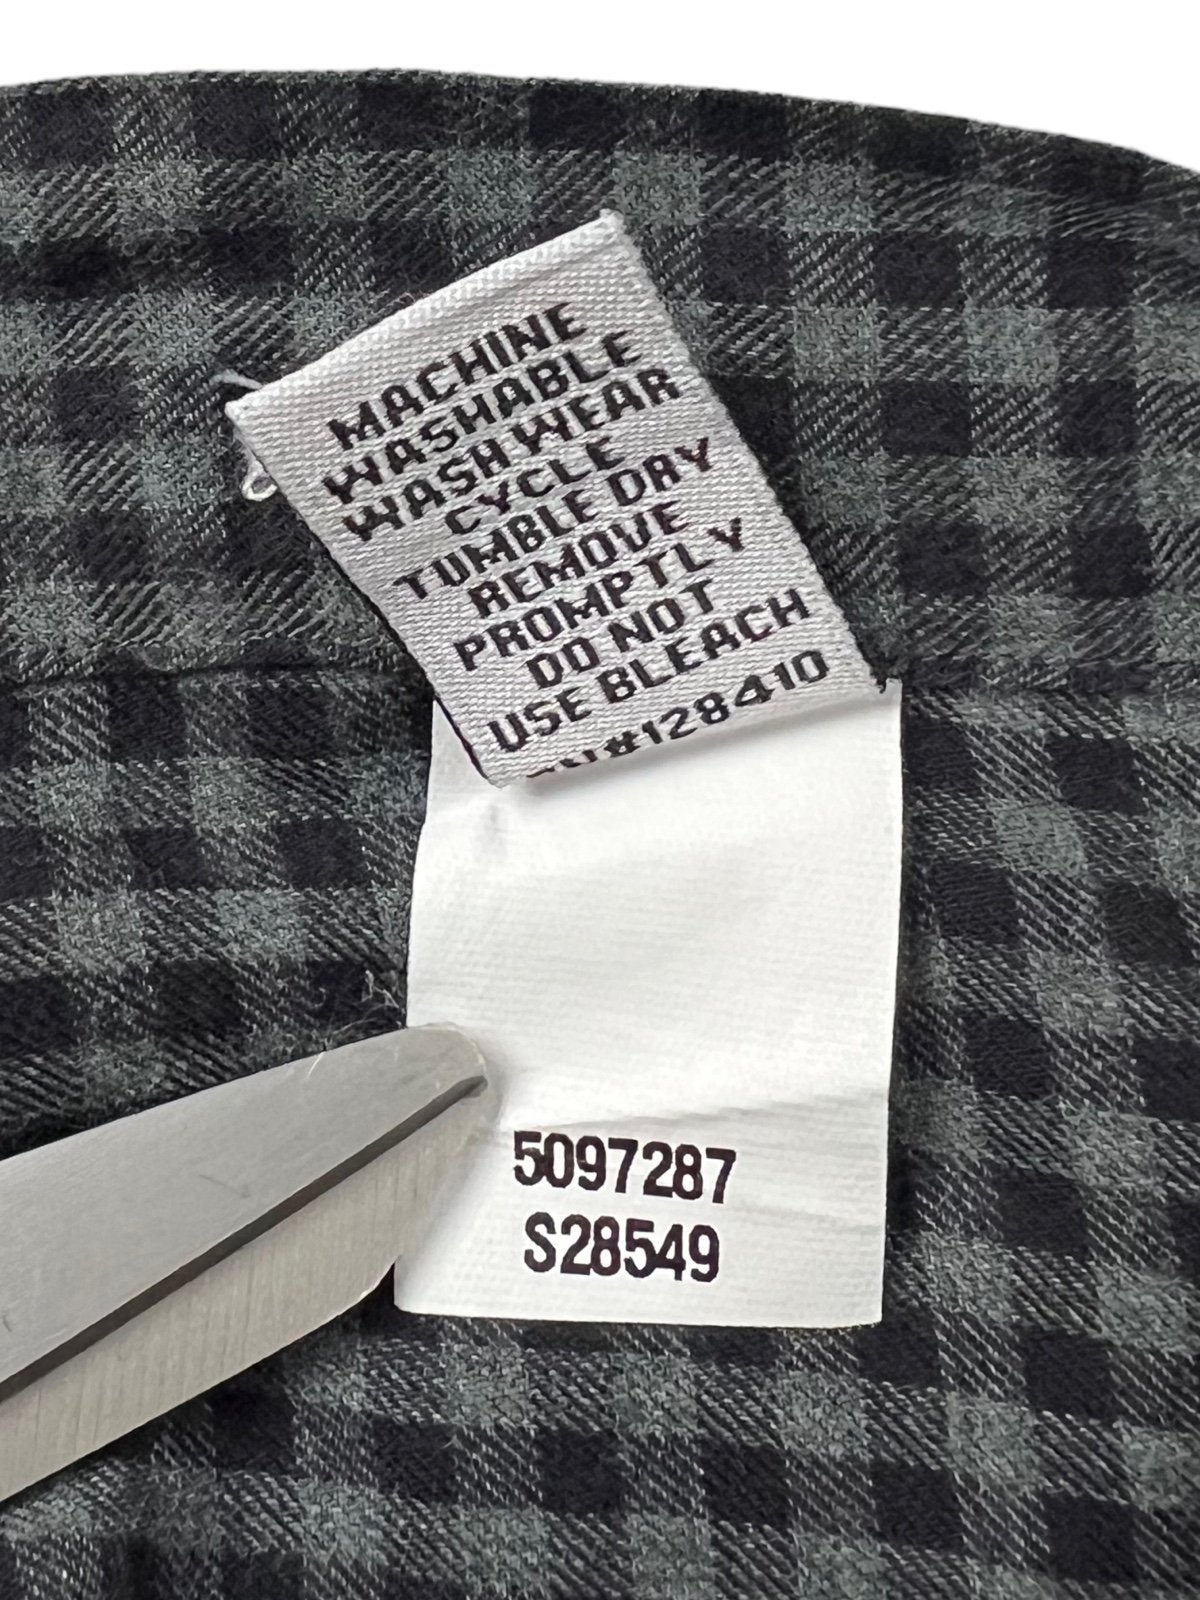 MACHINE
WASHABLE
WASH WEAR
CYCLE
TUMBLE DRY
REMOVE
PROMPTLY
DO NOT
USE BLEACH
#128410
5097287
S28549